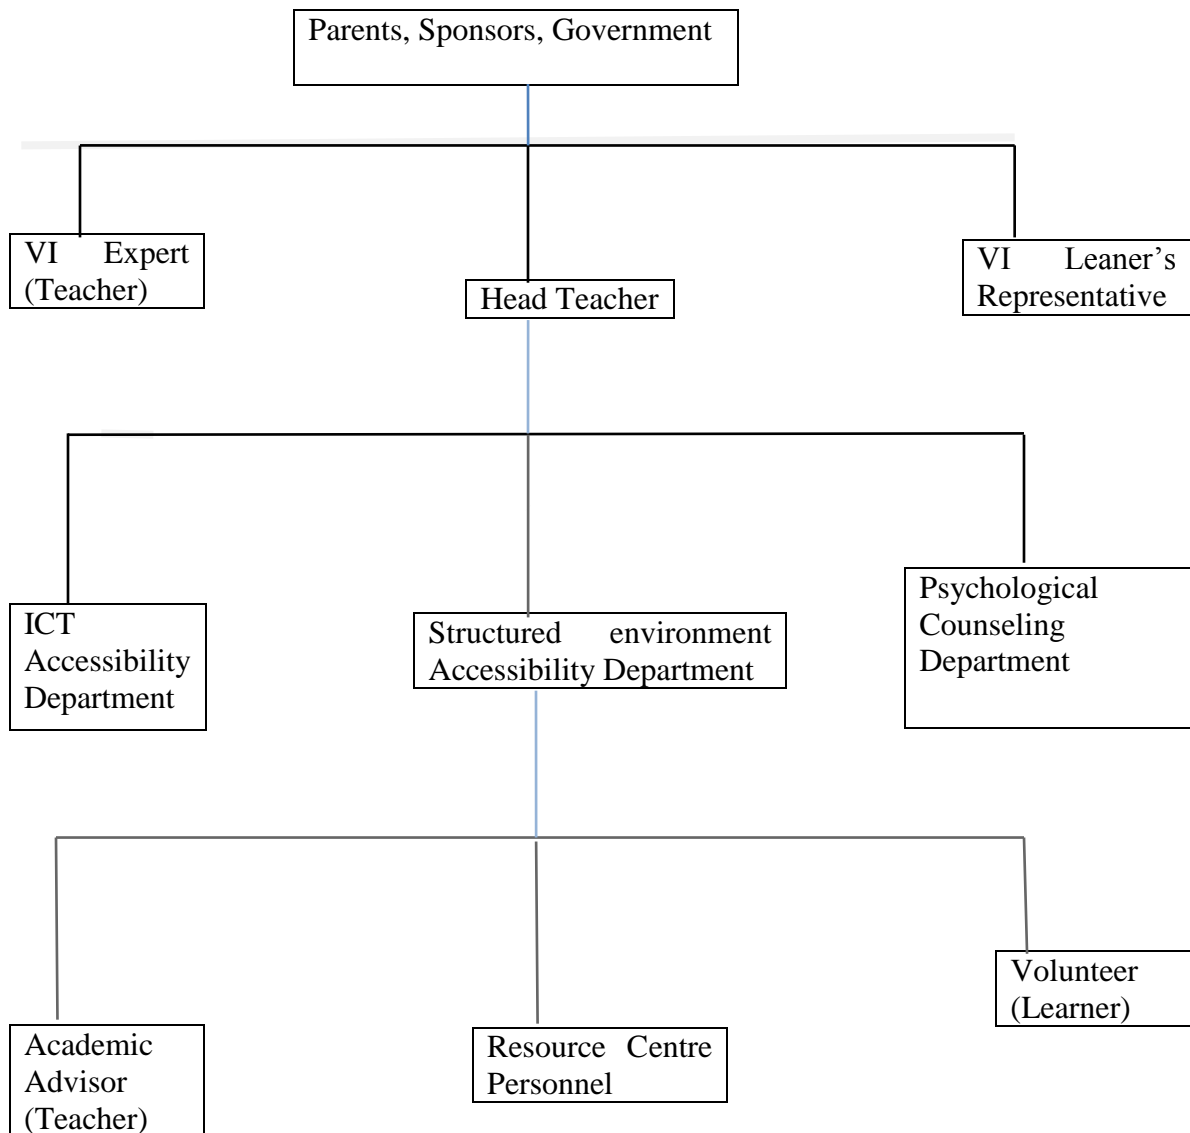 Parents, Sponsors, Government
VI Expert
(Teacher)
Head Teacher
VI Leaner’s
Representative
ICT
Accessibility
Department
Structured environment
Accessibility Department
Psychological
Counseling
Department
Academic
Advisor
(Teacher)
Resource Centre
Personnel
Volunteer
(Learner)